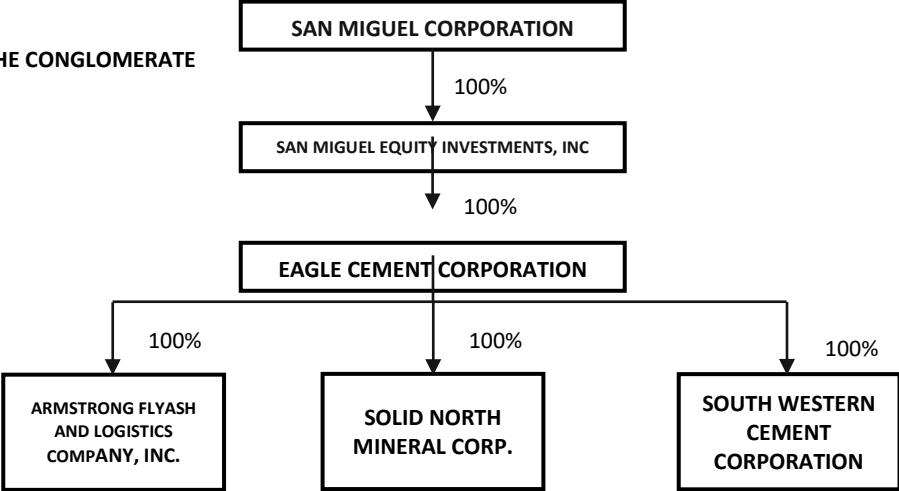 SAN MIGUEL CORPORATION
HE CONGLOMERATE
100%
SAN MIGUEL EQUITY INVESTMENTS, INC
100%
EAGLE CEMENT CORPORATION
100%
100%
100%
ARMSTRONG FLYASH
AND LOGISTICS
COMPANY, INC.
SOLID NORTH
MINERAL CORP.
SOUTH WESTERN
CEMENT
CORPORATION